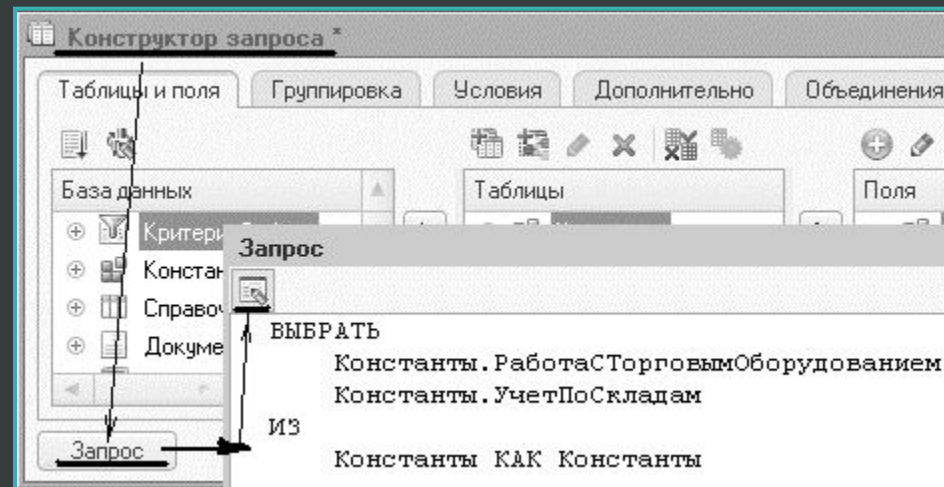 Конструктор запроса *
Таблицы и поля Группировка Условия Дополнительно Объединения
База данных Таблицы Поля
Запрос
ВЫБРАТЬ
Константы.РаботаСТорговымОборудованием
Константы.УчетПоСкладам
ИЗ
Константы КАК Константы
Запрос